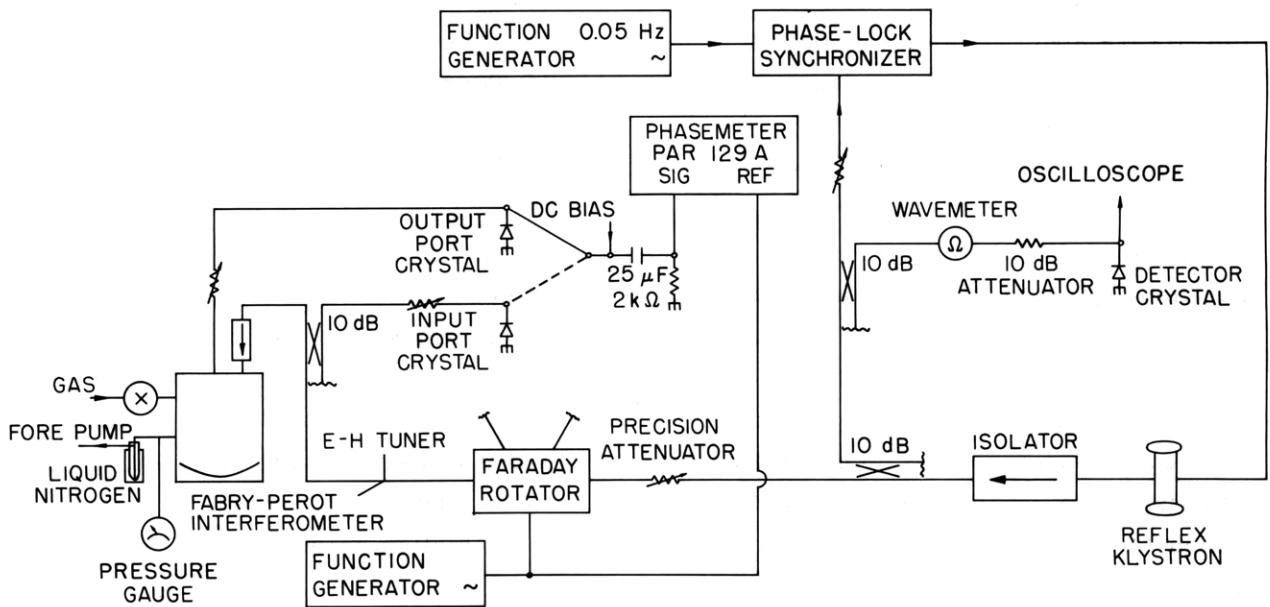 FUNCTION 0.05 Hz
GENERATOR ~
PHASE-LOCK
SYNCHRONIZER
PHASEMETER
PAR 129 A
SIG REF
OSCILLOSCOPE
WAVEMETER
Ω
10 dB
10 dB
ATTENUATOR
DETECTOR
CRYSTAL
DC BIAS
OUTPUT
PORT
CRYSTAL
25 μF
2 kΩ
10 dB
INPUT
PORT
CRYSTAL
GAS
FORE PUMP
LIQUID
NITROGEN
E-H TUNER
FABRY-PEROT
INTERFEROMETER
FARADAY
ROTATOR
PRECISION
ATTENUATOR
10 dB
ISOLATOR
REFLEX
KLYSTRON
PRESSURE
GAUGE
FUNCTION
GENERATOR ~